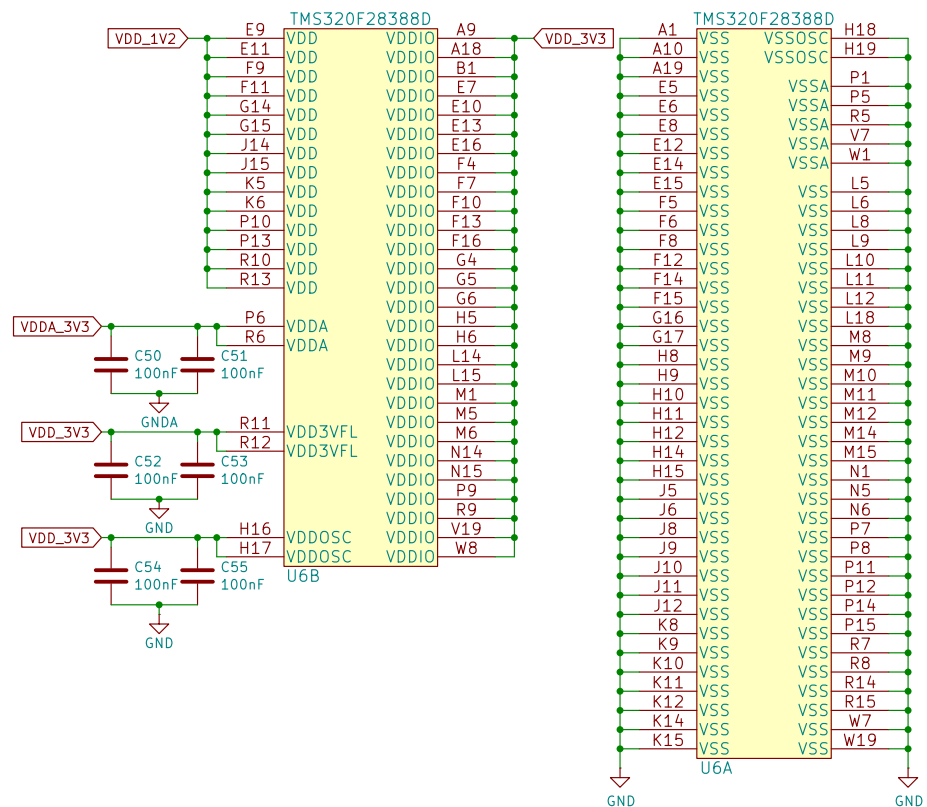 TMS320F28388D
VDD_1V2 E9 VDD VDDIO A9 VDD_3V3
E11 VDD VDDIO A18
F9 VDD VDDIO B1
F11 VDD VDDIO E7
G14 VDD VDDIO E10
G15 VDD VDDIO E13
J14 VDD VDDIO E16
J15 VDD VDDIO F4
K5 VDD VDDIO F7
K6 VDD VDDIO F10
P10 VDD VDDIO F13
P13 VDD VDDIO F16
R10 VDD VDDIO G4
R13 VDD VDDIO G5
VDDIO G6
VDDA_3V3 P6 VDDA VDDIO H5
R6 VDDA VDDIO H6
C50 C51 VDDIO L14
100nF 100nF VDDIO L15
VDDIO M1
GNDA VDDIO M5
VDD_3V3 R11 VDD3VFL
VDDIO M6
R12 VDD3VFL
C52 C53 VDDIO N14
100nF 100nF VDDIO N15
VDDIO P9
GND VDDIO R9
VDD_3V3 H16 VDDOSC VDDIO V19
H17 VDDOSC VDDIO W8
C54 C55
100nF 100nF
U6B
GND
TMS320F28388D
A1 VSS VSSOSC H18
A10 VSS VSSOSC H19
A19 VSS VSSA P1
E5 VSS VSSA P5
E6 VSS VSSA R5
E8 VSS VSSA V7
E12 VSS VSSA W1
E14 VSS
E15 VSS VSS L5
F5 VSS VSS L6
F6 VSS VSS L8
F8 VSS VSS L9
F12 VSS VSS L10
F14 VSS VSS L11
F15 VSS VSS L12
G16 VSS VSS L18
G17 VSS VSS M8
H8 VSS VSS M9
H9 VSS VSS M10
H10 VSS VSS M11
H11 VSS VSS M12
H12 VSS VSS M14
H14 VSS VSS M15
H15 VSS VSS N1
J5 VSS VSS N5
J6 VSS VSS N6
J8 VSS VSS P7
J9 VSS VSS P8
J10 VSS VSS P11
J11 VSS VSS P12
J12 VSS VSS P14
K8 VSS VSS P15
K9 VSS VSS R7
K10 VSS VSS R8
K11 VSS VSS R14
K12 VSS VSS R15
K14 VSS VSS W7
K15 VSS VSS W19
U6A
GND GND